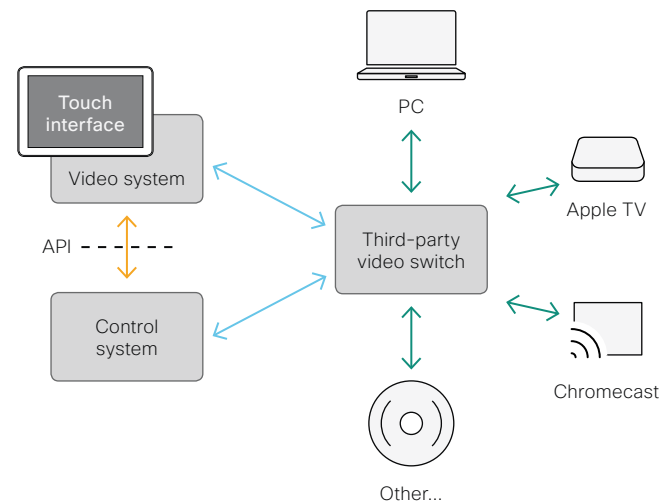 Touch
interface
Video system
API
Control
system
PC
Third-party
video switch
Apple TV
Chromecast
Other...